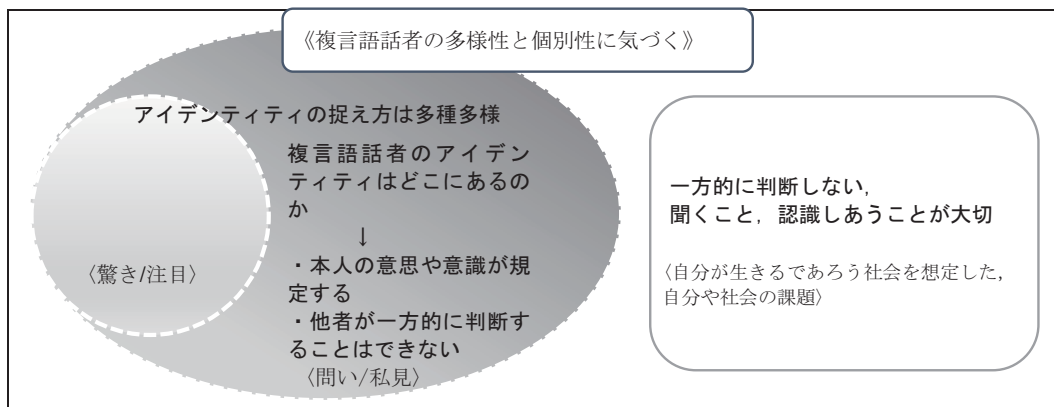 《複言語話者の多様性と個別性に気づく》
アイデンティティの捉え方は多種多様
複言語話者のアイデン
ティティはどこにあるの
か
↓
・本人の意思や意識が規
定する
・他者が一方的に判断す
ることはできない
〈問い/私見〉
〈驚き/注目〉
一方的に判断しない，
聞くこと，認識しあうことが大切
〈自分が生きるであろう社会を想定した，
自分や社会の課題〉